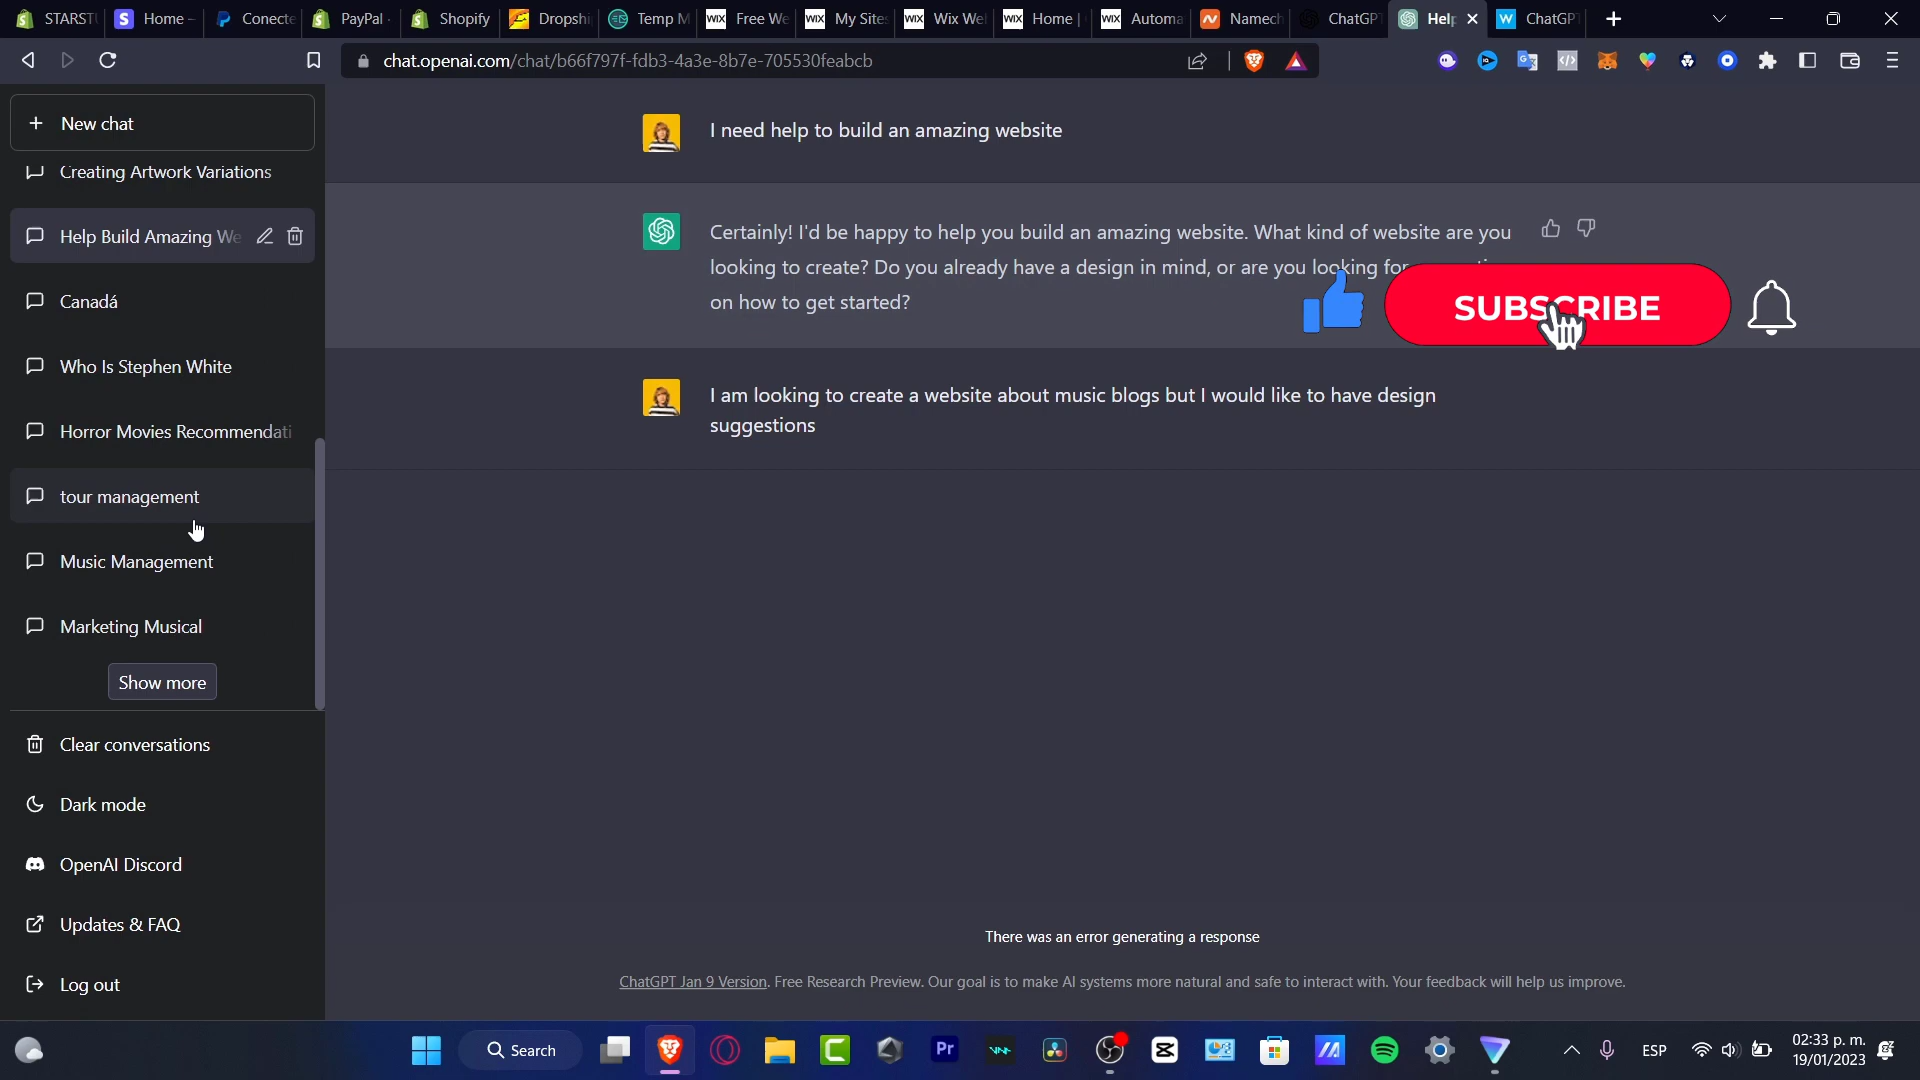 STARST
Home
Conecte
PayPal
Shopify
Dropshi
Temp M
Free We
My Site
Wix We
Home |
Automa
Namech
ChatGPT
Help
ChatGPT
chat.openai.com/chat/b66f797f-fdb3-4a3e-8b7e-705530feabcb
New chat
Creating Artwork Variations
Help Build Amazing We
Canadá
Who Is Stephen White
Horror Movies Recommendati
tour management
Music Management
Marketing Musical
Show more
Clear conversations
Dark mode
OpenAI Discord
Updates & FAQ
Log out
I need help to build an amazing website
Certainly! I'd be happy to help you build an amazing website. What kind of website are you
looking to create? Do you already have a design in mind, or are you looking for
on how to get started?
SUBSCRIBE
I am looking to create a website about music blogs but I would like to have design
suggestions
There was an error generating a response
ChatGPT Jan 9 Version. Free Research Preview. Our goal is to make AI systems more natural and safe to interact with. Your feedback will help us improve.
Search
Pr
ESP
02:33 p. m.
19/01/2023